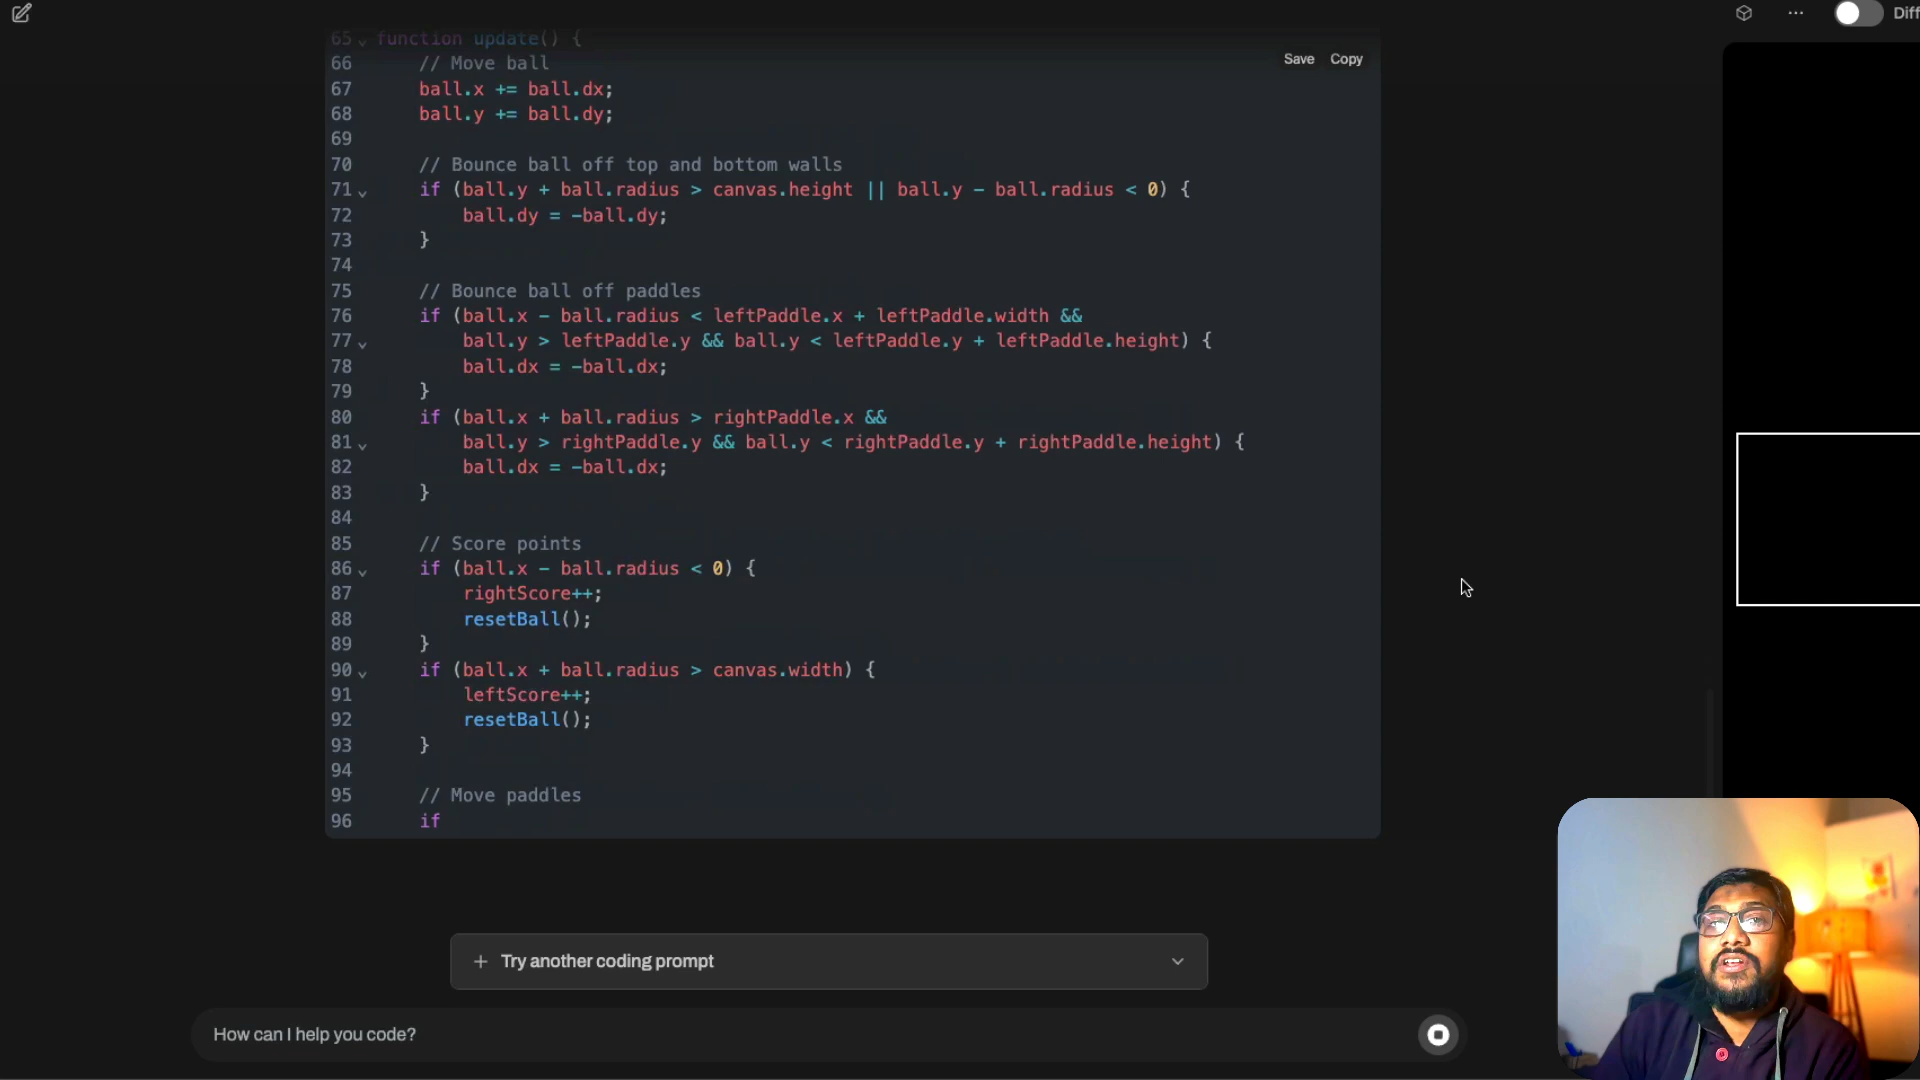 Diff
65 function update() {
Save Copy
66 // Move ball
67 ball.x += ball.dx;
68 ball.y += ball.dy;
69
70 // Bounce ball off top and bottom walls
71 if (ball.y + ball.radius > canvas.height || ball.y - ball.radius < 0) {
72 ball.dy = -ball.dy;
73 }
74
75 // Bounce ball off paddles
76 if (ball.x - ball.radius < leftPaddle.x + leftPaddle.width &&
77 ball.y > leftPaddle.y && ball.y < leftPaddle.y + leftPaddle.height) {
78 ball.dx = -ball.dx;
79 }
80 if (ball.x + ball.radius > rightPaddle.x &&
81 ball.y > rightPaddle.y && ball.y < rightPaddle.y + rightPaddle.height) {
82 ball.dx = -ball.dx;
83 }
84
85 // Score points
86 if (ball.x - ball.radius < 0) {
87 rightScore++;
88 resetBall();
89 }
90 if (ball.x + ball.radius > canvas.width) {
91 leftScore++;
92 resetBall();
93 }
94
95 // Move paddles
96 if
+ Try another coding prompt
How can I help you code?